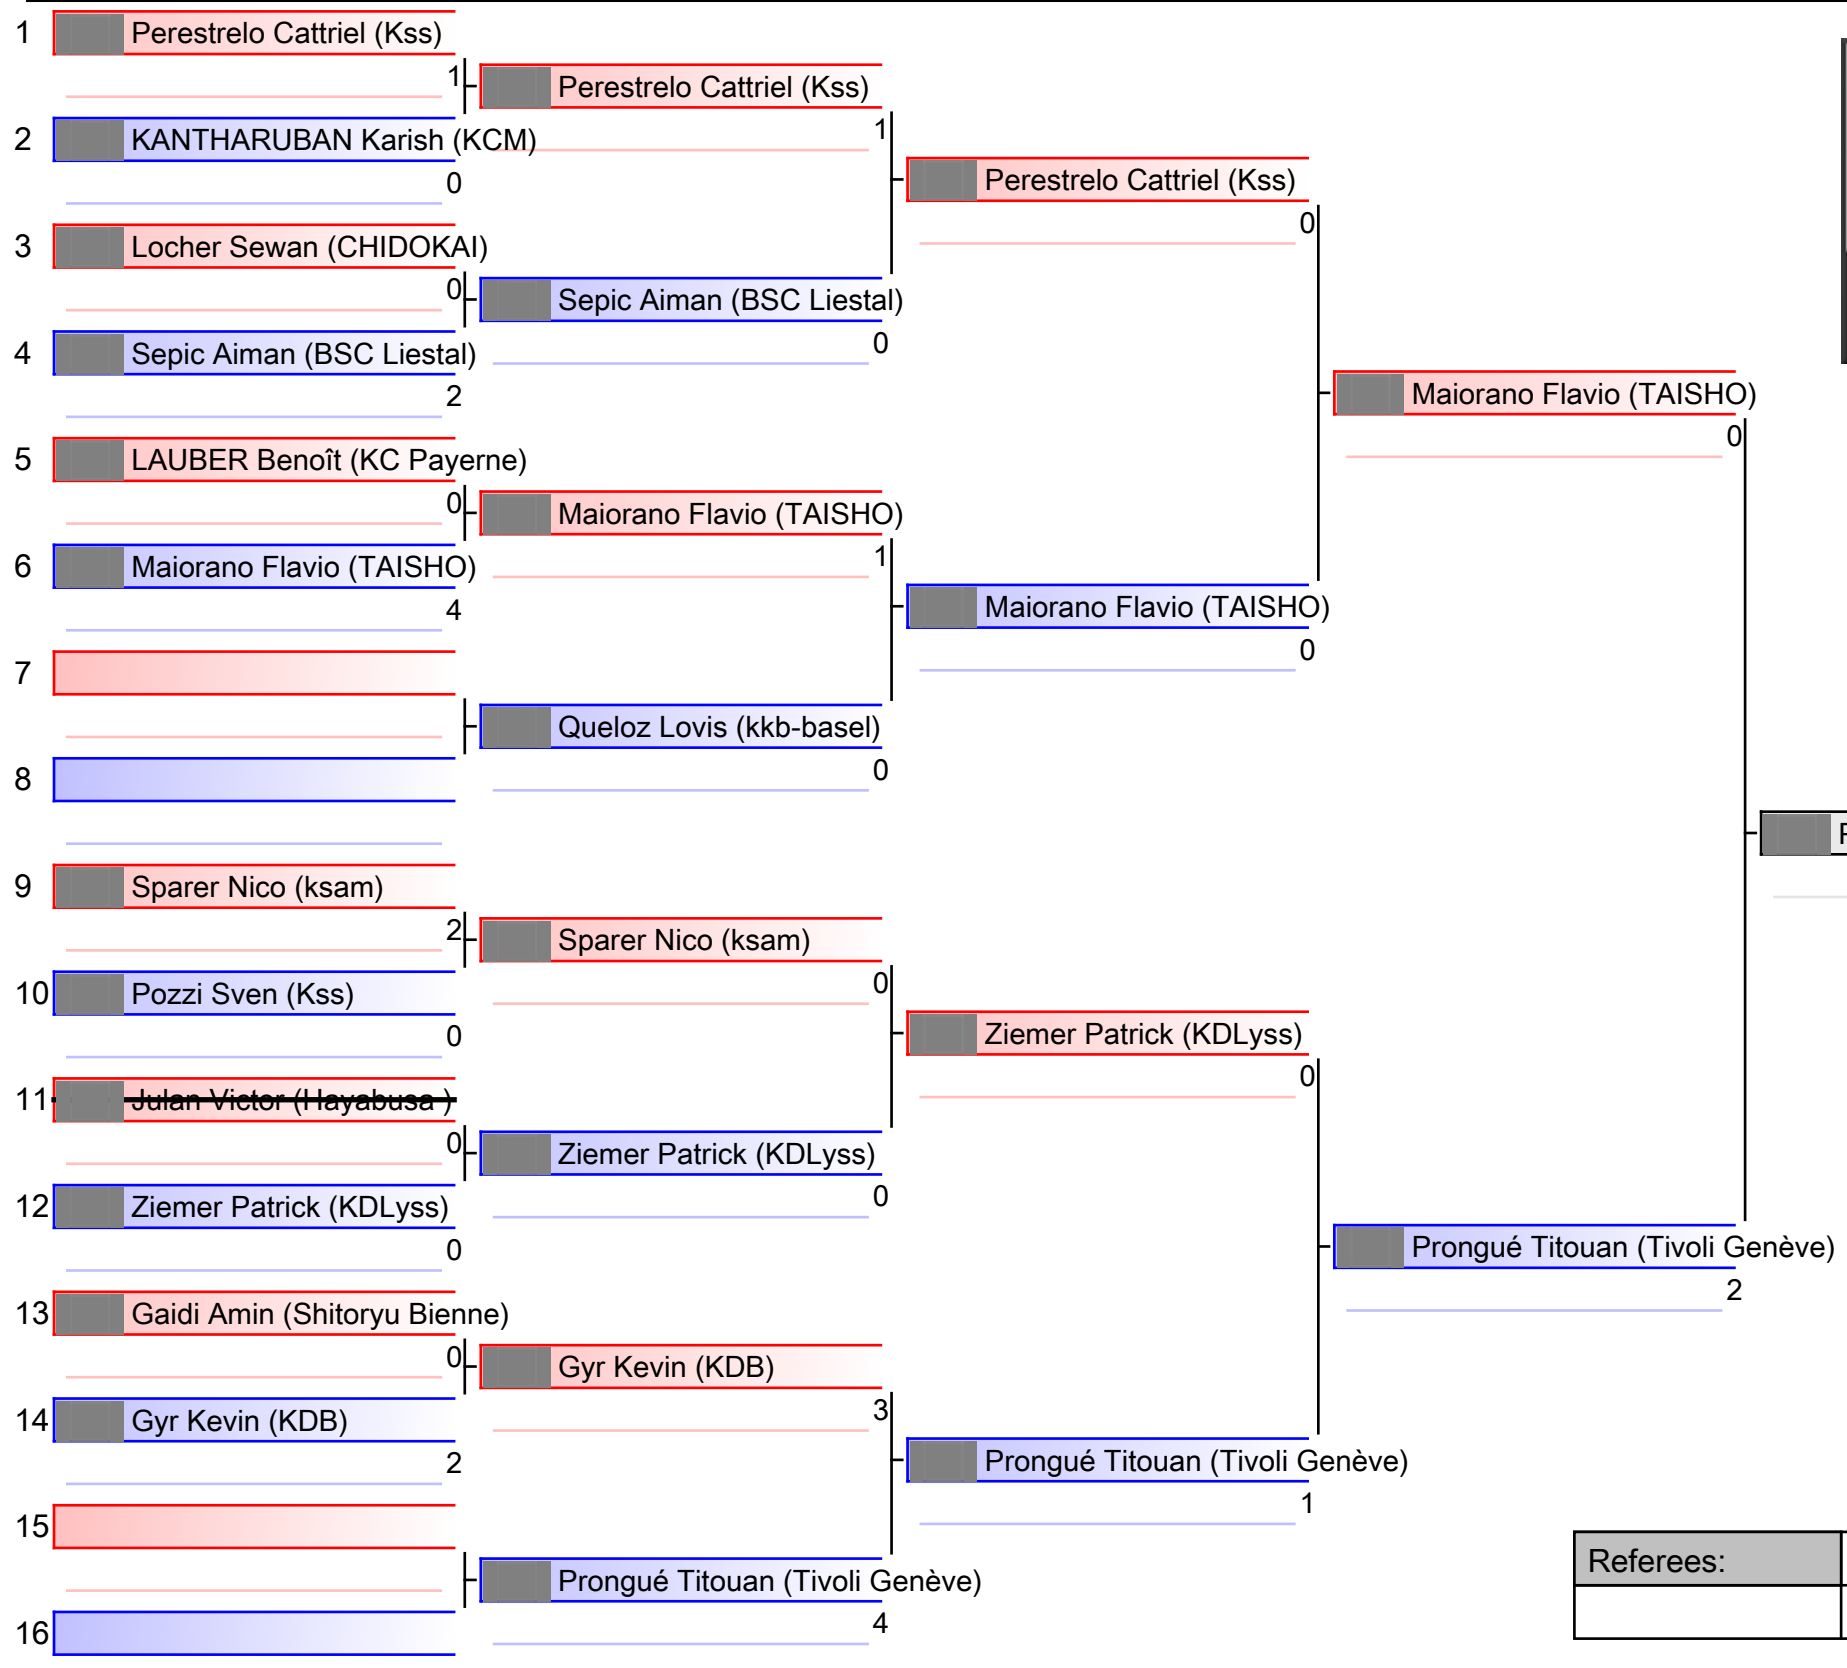 1 Perestrelo Cattriel (Kss)
1
2 KANTHARUBAN Karish (KCM)
0
3 Locher Sewan (CHIDOKAI)
0
4 Sepic Aiman (BSC Liestal)
2
5 LAUBER Benoît (KC Payerne)
0
6 Maiorano Flavio (TAISHO)
4
7
8
9 Sparer Nico (ksam)
2
10 Pozzi Sven (Kss)
0
11 Julan Victor (Hayabusa )
0
12 Ziemer Patrick (KDLyss)
0
13 Gaidi Amin (Shitoryu Bienne)
0
14 Gyr Kevin (KDB)
2
15
16
Perestrelo Cattriel (Kss)
1
Sepic Aiman (BSC Liestal)
0
Maiorano Flavio (TAISHO)
1
Queloz Lovis (kkb-basel)
0
Sparer Nico (ksam)
0
Ziemer Patrick (KDLyss)
0
Gyr Kevin (KDB)
3
Prongué Titouan (Tivoli Genève)
4
Perestrelo Cattriel (Kss)
0
Maiorano Flavio (TAISHO)
0
Ziemer Patrick (KDLyss)
0
Prongué Titouan (Tivoli Genève)
1
Maiorano Flavio (TAISHO)
0
Prongué Titouan (Tivoli Genève)
2
Referees: